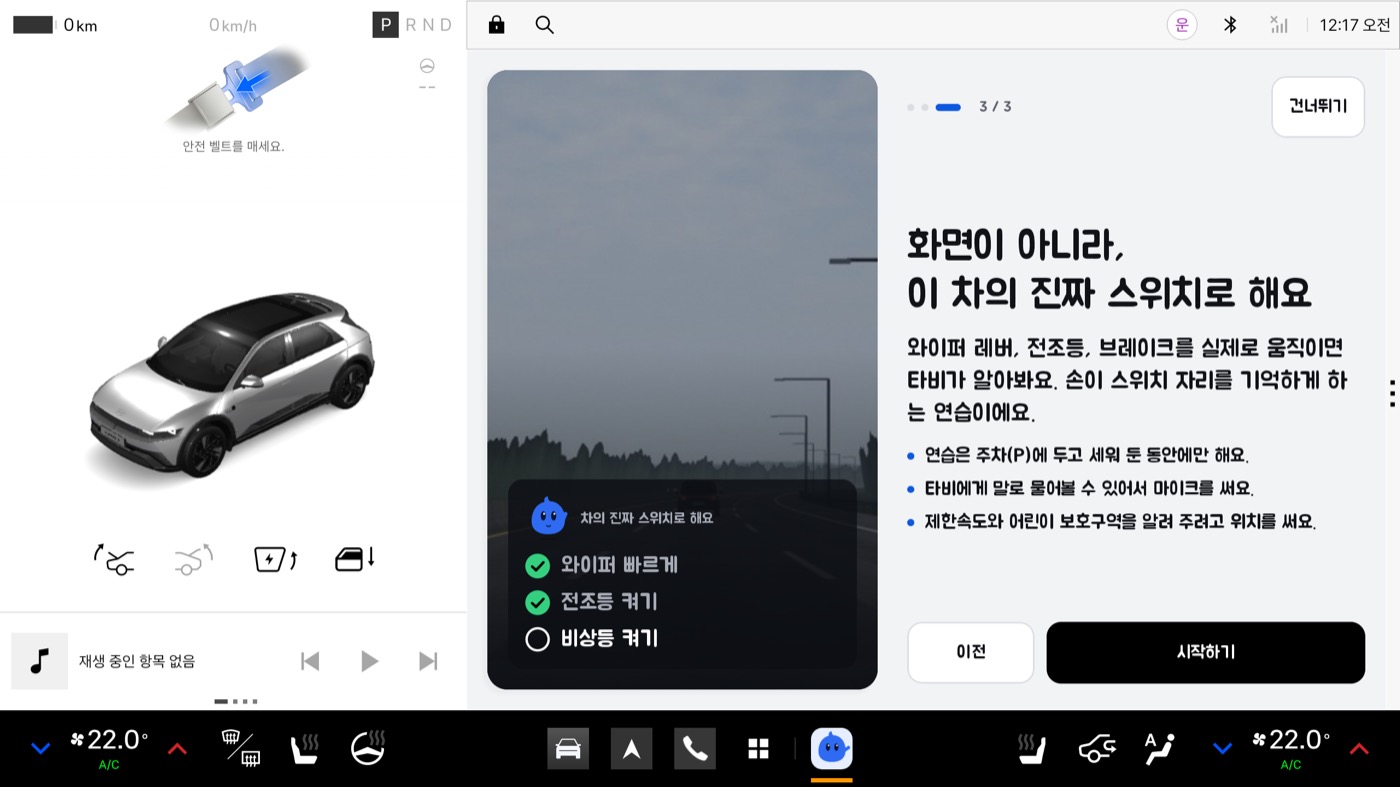 0 km
0 km/h
P R N D
안전 벨트를 매세요.
--
재생 중인 항목 없음
운
12:17 오전
3 / 3
건너뛰기
화면이 아니라,
이 차의 진짜 스위치로 해요
와이퍼 레버, 전조등, 브레이크를 실제로 움직이면
타비가 알아봐요. 손이 스위치 자리를 기억하게 하
는 연습이에요.
연습은 주차(P)에 두고 세워 둔 동안에만 해요.
타비에게 말로 물어볼 수 있어서 마이크를 써요.
제한속도와 어린이 보호구역을 알려 주려고 위치를 써요.
차의 진짜 스위치로 해요
와이퍼 빠르게
전조등 켜기
비상등 켜기
이전
시작하기
22.0°
A/C
A
22.0°
A/C